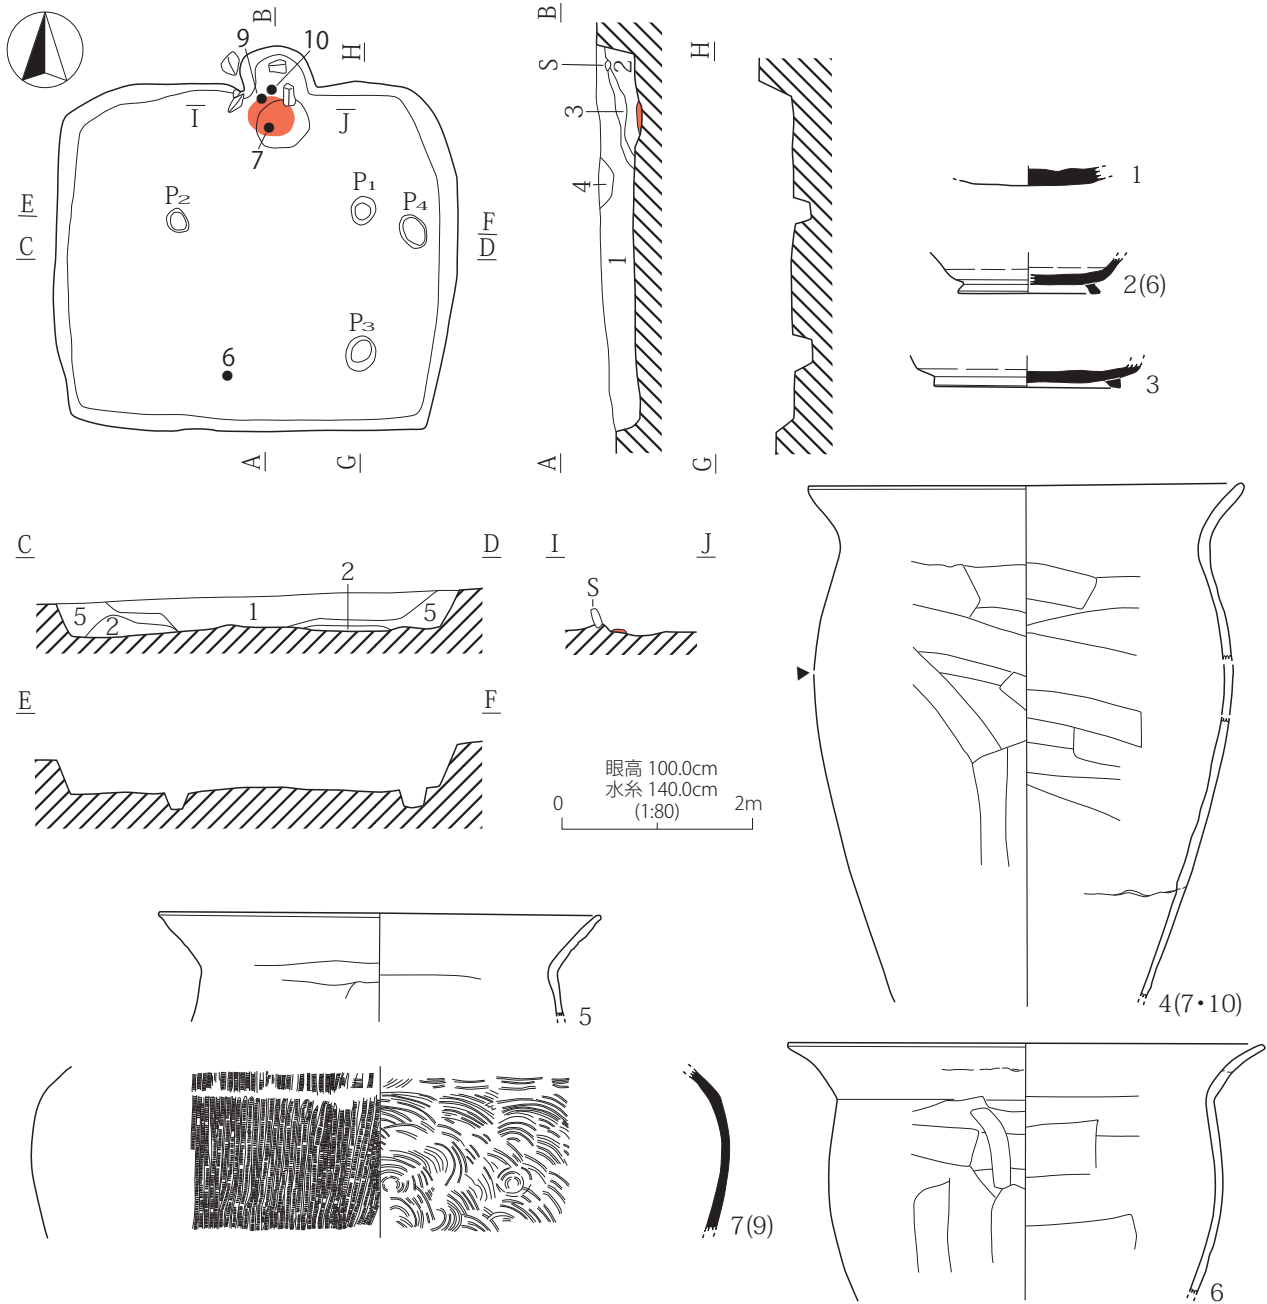 B
9
10
H
I
J
7
P₂
P₁
P₄
E
C
F
D
P₃
6
A
G
B
S
2
3
4
1
A
H
G
1
2(6)
3
C
D
5
2
1
2
5
I
J
S
E
F
眼高 100.0cm
水糸 140.0cm
(1:80)
0
2m
4(7・10)
5
7(9)
6